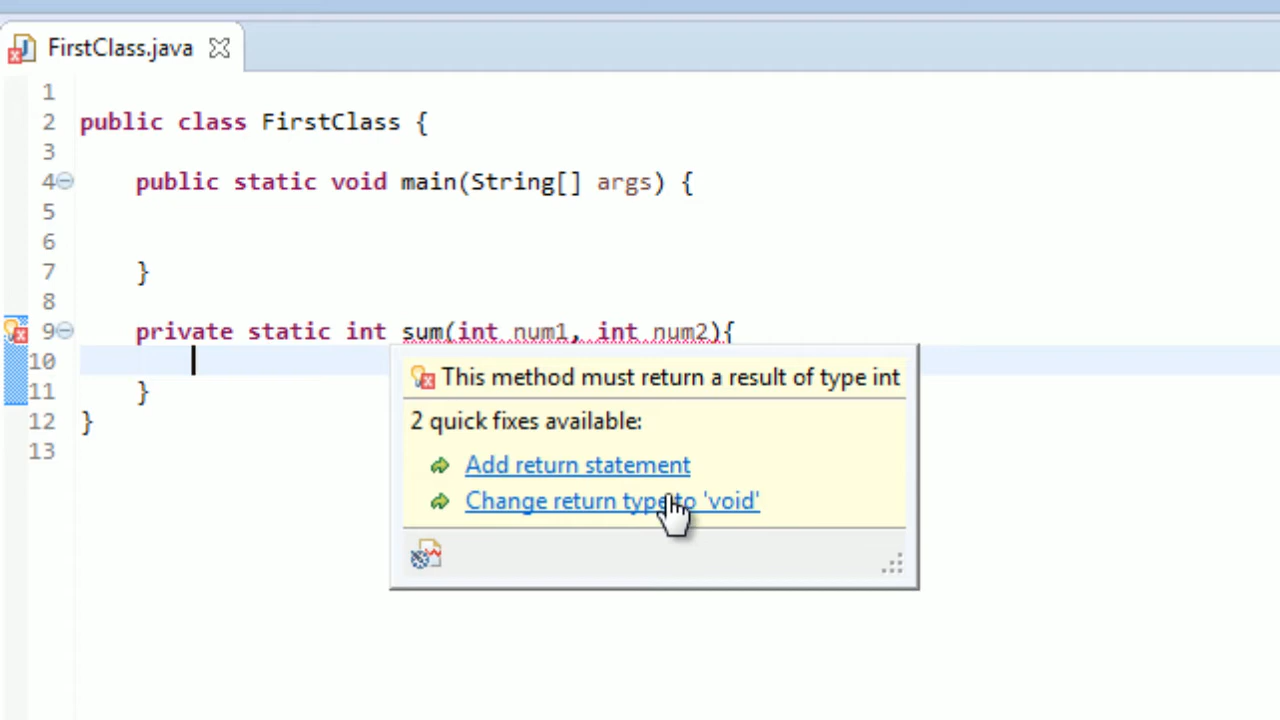 FirstClass.java
1
2 public class FirstClass {
3
4 public static void main(String[] args) {
5
6
7 }
8
9 private static int sum(int num1, int num2){
10
11 }
12 }
13
This method must return a result of type int
2 quick fixes available:
Add return statement
Change return type to 'void'